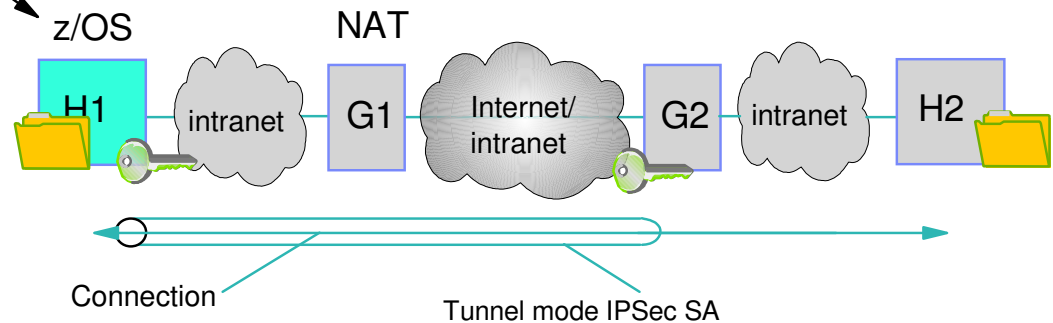 z/OS
NAT
H1
intranet
G1
Internet/
intranet
G2
intranet
H2
Connection
Tunnel mode IPSec SA